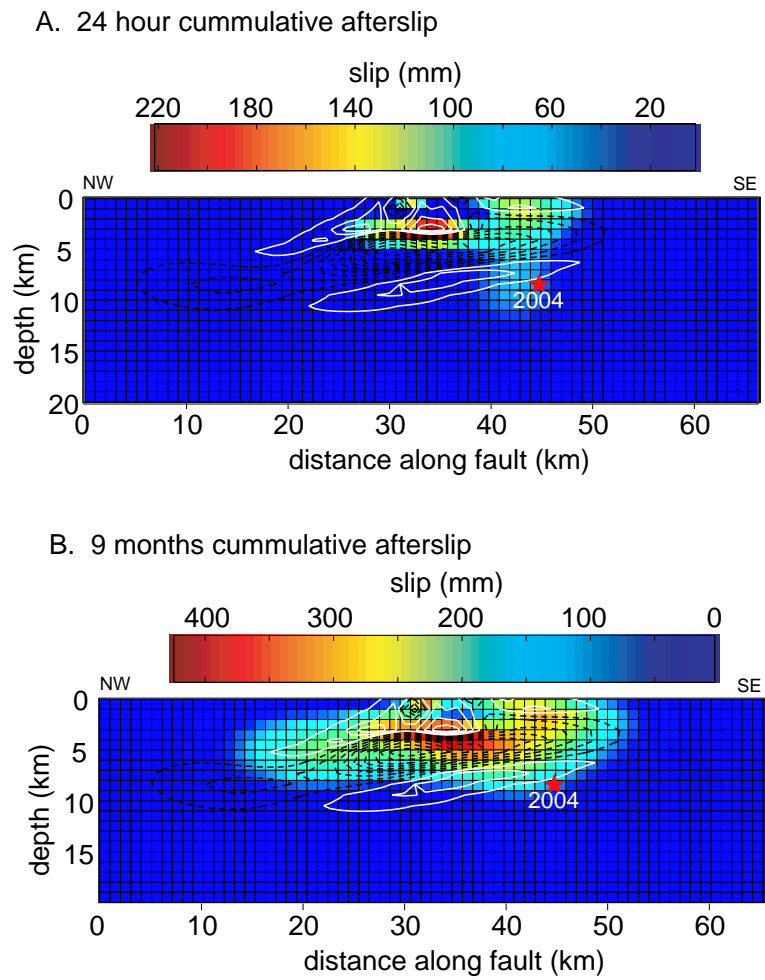 A. 24 hour cummulative afterslip
slip (mm)
220 180 140 100 60 20
NW SE
0
5
10
15
20
depth (km)
2004
0 10 20 30 40 50 60
distance along fault (km)
B. 9 months cummulative afterslip
slip (mm)
400 300 200 100 0
NW SE
0
5
10
15
depth (km)
2004
0 10 20 30 40 50 60
distance along fault (km)